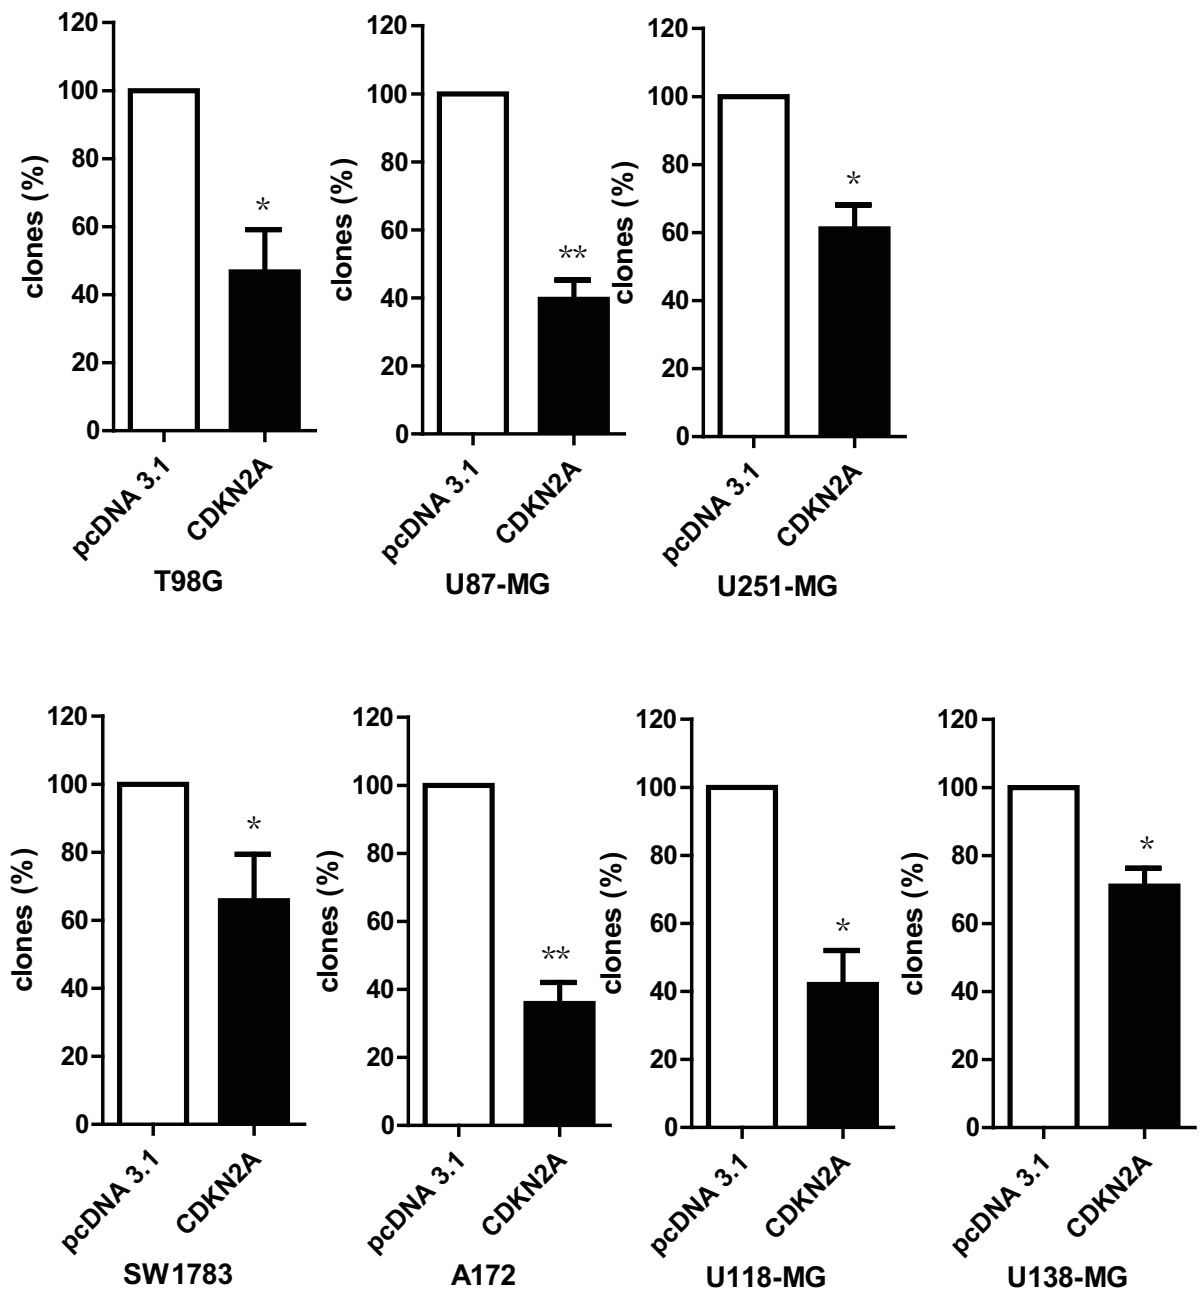 120
100
80
60
40
20
0
clones (%)
*
pcDNA 3.1
CDKN2A
T98G
120
100
80
60
40
20
0
clones (%)
**
pcDNA 3.1
CDKN2A
U87-MG
120
100
80
60
40
20
0
clones (%)
*
pcDNA 3.1
CDKN2A
U251-MG
120
100
80
60
40
20
0
clones (%)
*
pcDNA 3.1
CDKN2A
SW1783
120
100
80
60
40
20
0
clones (%)
**
pcDNA 3.1
CDKN2A
A172
120
100
80
60
40
20
0
clones (%)
*
pcDNA 3.1
CDKN2A
U118-MG
120
100
80
60
40
20
0
clones (%)
*
pcDNA 3.1
CDKN2A
U138-MG